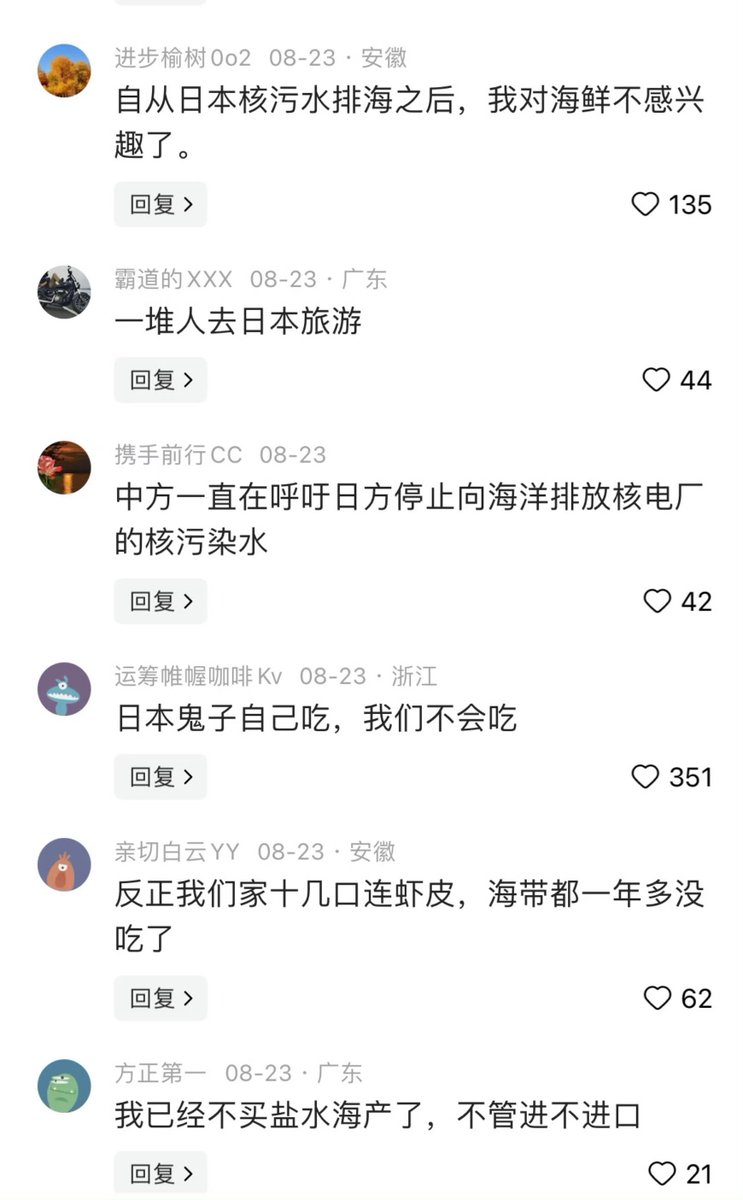 进步榆树0o2 08-23 · 安徽
自从日本核污水排海之后，我对海鲜不感兴
趣了。
回复 >
135
霸道的XXX 08-23 · 广东
一堆人去日本旅游
回复 >
44
携手前行CC 08-23
中方一直在呼吁日方停止向海洋排放核电厂
的核污染水
回复 >
42
运筹帷幄咖啡Kv 08-23 · 浙江
日本鬼子自己吃，我们不会吃
回复 >
351
亲切白云YY 08-23 · 安徽
反正我们家十几口连虾皮，海带都一年多没
吃了
回复 >
62
方正第一 08-23 · 广东
我已经不买盐水海产了，不管进不进口
回复 >
21